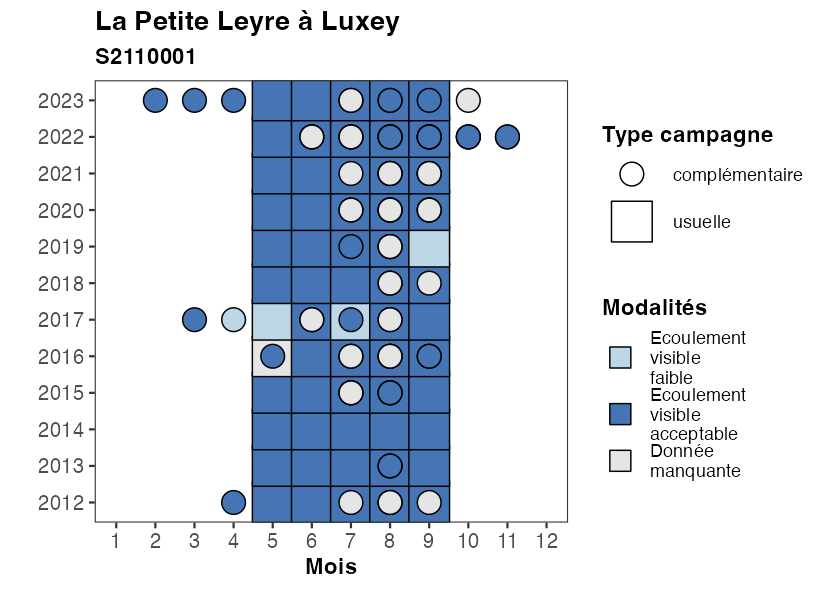 La Petite Leyre à Luxey
S2110001
2023
2022
2021
2020
2019
2018
2017
2016
2015
2014
2013
2012
1 2 3 4 5 6 7 8 9 10 11 12
Mois
Type campagne
complémentaire
usuelle
Modalités
Ecoulement
visible
faible
Ecoulement
visible
acceptable
Donnée
manquante